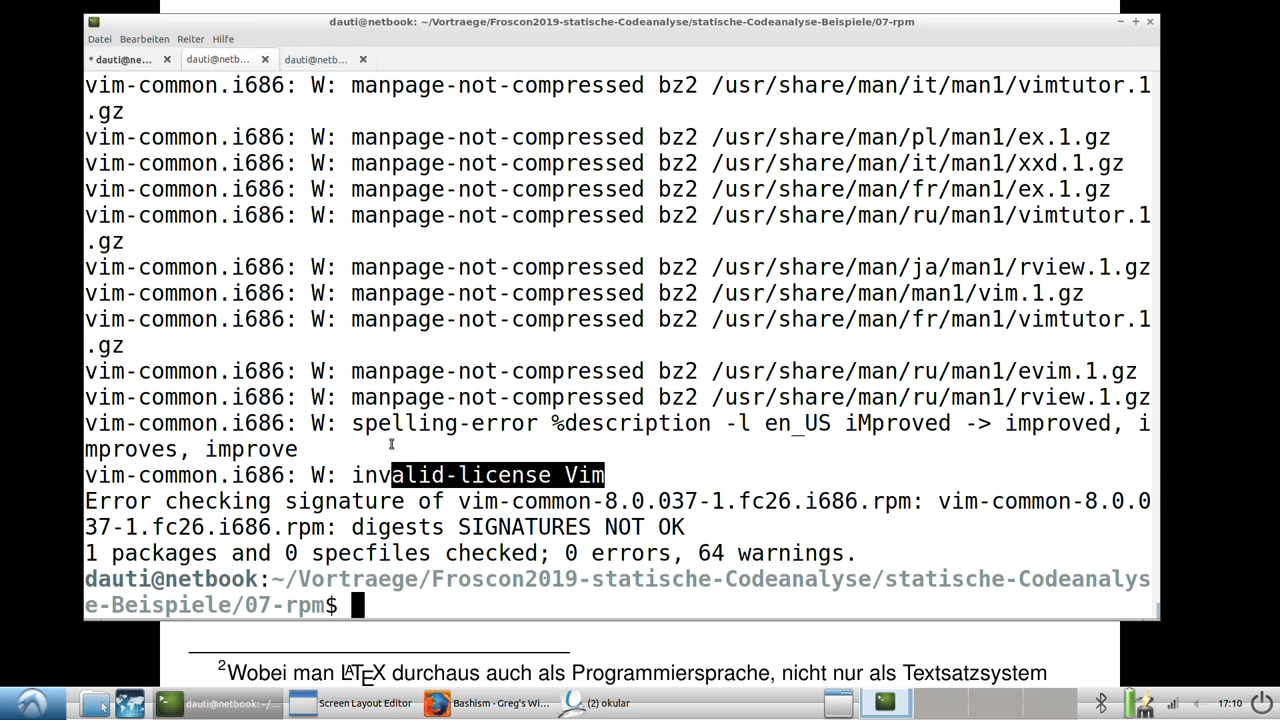 dauti@netbook: ~/Vortraege/Froscon2019-statische-Codeanalyse/statische-Codeanalyse-Beispiele/07-rpm
Datei Bearbeiten Reiter Hilfe
* dauti@ne... dauti@netb... dauti@netb...
vim-common.i686: W: manpage-not-compressed bz2 /usr/share/man/it/man1/vimtutor.1
.gz
vim-common.i686: W: manpage-not-compressed bz2 /usr/share/man/pl/man1/ex.1.gz
vim-common.i686: W: manpage-not-compressed bz2 /usr/share/man/it/man1/xxd.1.gz
vim-common.i686: W: manpage-not-compressed bz2 /usr/share/man/fr/man1/ex.1.gz
vim-common.i686: W: manpage-not-compressed bz2 /usr/share/man/ru/man1/vimtutor.1
.gz
vim-common.i686: W: manpage-not-compressed bz2 /usr/share/man/ja/man1/rview.1.gz
vim-common.i686: W: manpage-not-compressed bz2 /usr/share/man/man1/vim.1.gz
vim-common.i686: W: manpage-not-compressed bz2 /usr/share/man/fr/man1/vimtutor.1
.gz
vim-common.i686: W: manpage-not-compressed bz2 /usr/share/man/ru/man1/evim.1.gz
vim-common.i686: W: manpage-not-compressed bz2 /usr/share/man/ru/man1/rview.1.gz
vim-common.i686: W: spelling-error %description -l en_US iMproved -> improved, i
mproves, improve
vim-common.i686: W: invalid-license Vim
Error checking signature of vim-common-8.0.037-1.fc26.i686.rpm: vim-common-8.0.0
37-1.fc26.i686.rpm: digests SIGNATURES NOT OK
1 packages and 0 specfiles checked; 0 errors, 64 warnings.
dauti@netbook:~/Vortraege/Froscon2019-statische-Codeanalyse/statische-Codeanalys
e-Beispiele/07-rpm$
2Wobei man LATEX durchaus auch als Programmiersprache, nicht nur als Textsatzsystem
dauti@netbook: ~/... Screen Layout Editor Bashism - Greg's Wi... (2) okular 17:10